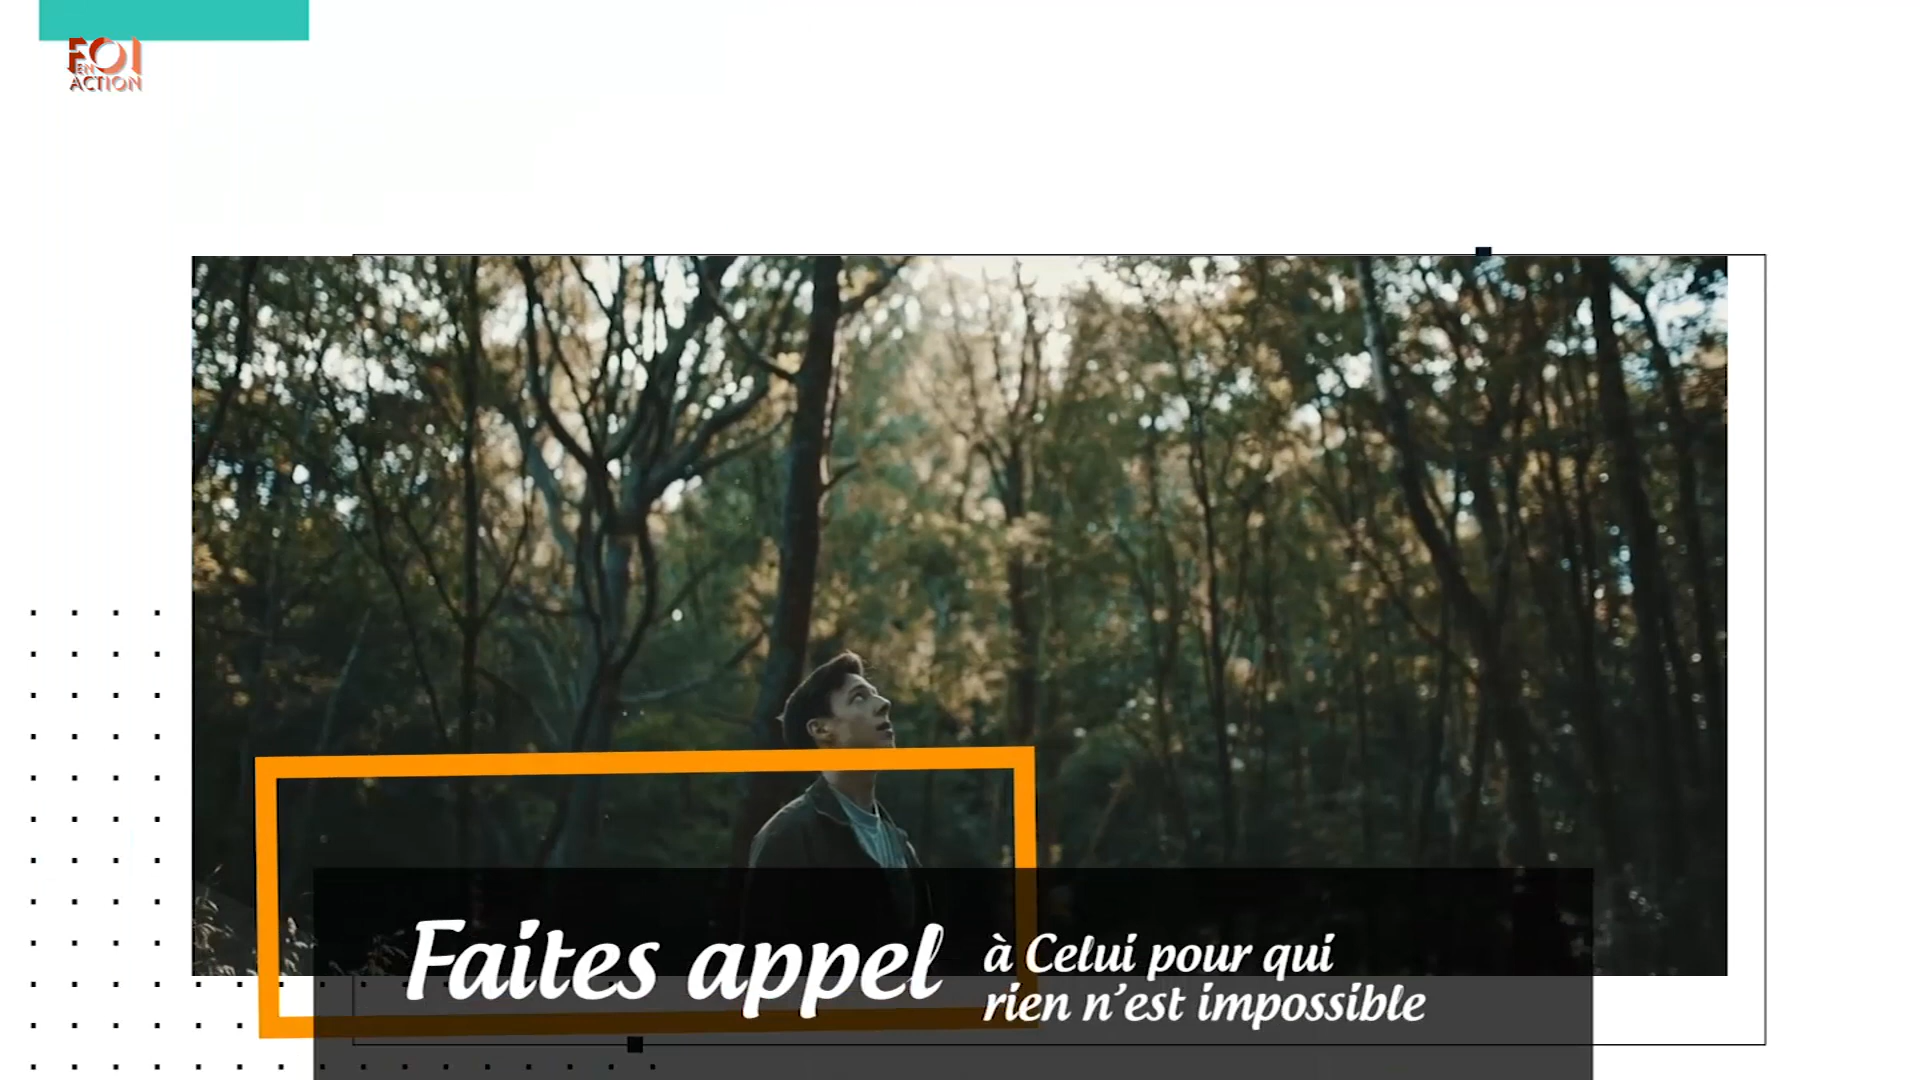 FOI
EN
ACTION
Faites appel
à Celui pour qui
rien n’est impossible